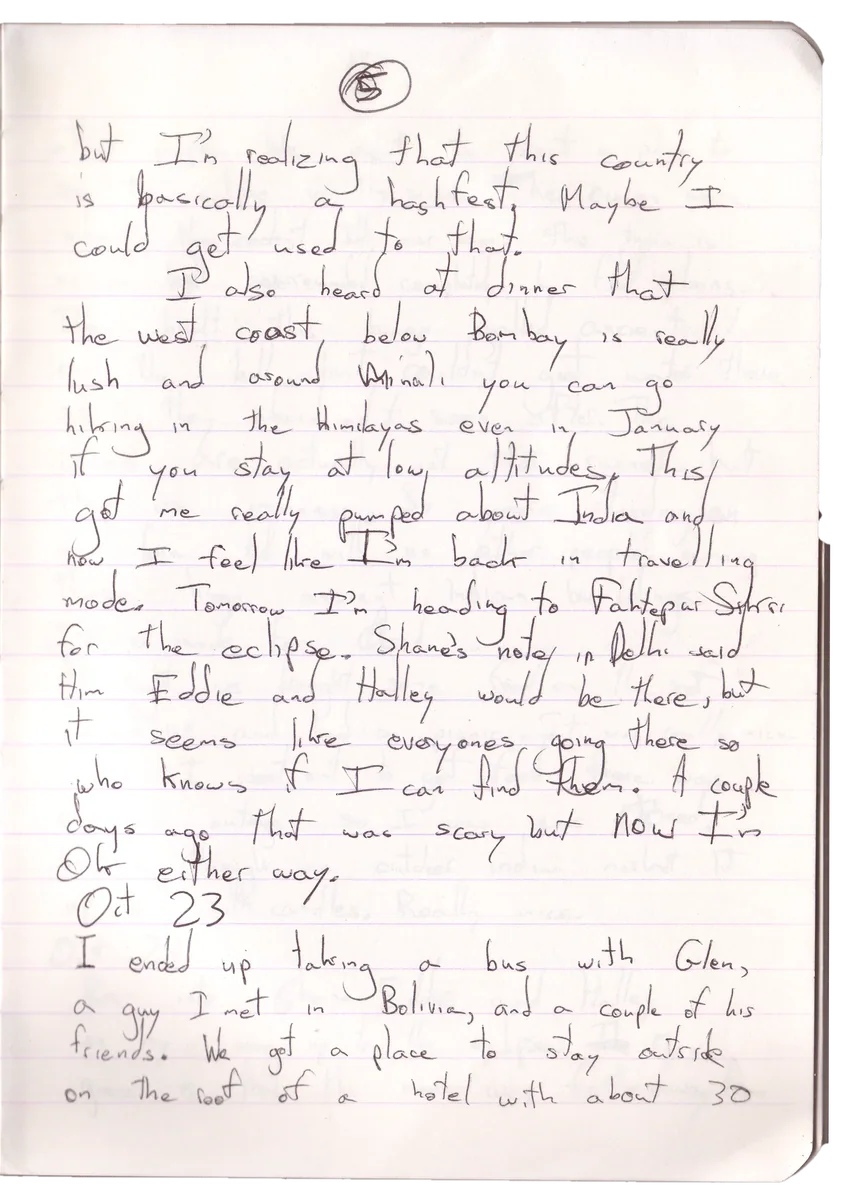 5
but I'm realizing that this country
is basically a hashfest. Maybe I
could get used to that.
I also heard at dinner that
the west coast below Bombay is really
lush and around Minali you can go
hiking in the Himilayas even in January
if you stay at low altitudes. This
got me really pumped about India and
now I feel like I'm back in travelling
mode. Tomorrow I'm heading to Fahtepur Sikri
for the eclipse. Shane's note in Delhi said
Him Eddie and Halley would be there, but
it seems like everyones going there so
who knows if I can find them. A couple
days ago that was scary but now I'm
Ok either way.
Oct 23
I ended up taking a bus with Glen,
a guy I met in Bolivia, and a couple of his
friends. We got a place to stay outside
on the roof of a hotel with about 30